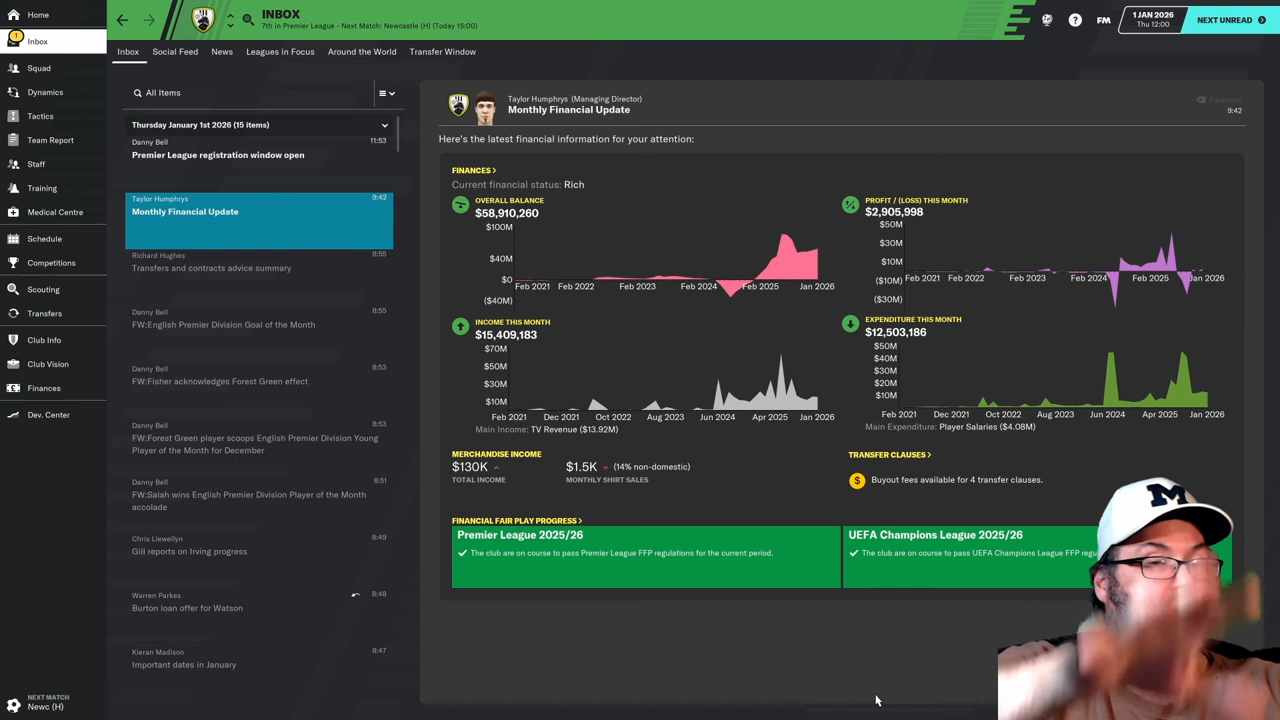 Home
1
Inbox
Squad
Dynamics
Tactics
Team Report
Staff
Training
Medical Centre
Schedule
Competitions
Scouting
Transfers
Club Info
Club Vision
Finances
Dev. Center
NEXT MATCH
Newc (H)
INBOX
7th in Premier League - Next Match: Newcastle (H) (Today 15:00)
?
FM
1 JAN 2026
Thu 12:00
NEXT UNREAD
Inbox
Social Feed
News
Leagues in Focus
Around the World
Transfer Window
All Items
Thursday January 1st 2026 (15 items)
Danny Bell
11:53
Premier League registration window open
Taylor Humphrys
9:42
Monthly Financial Update
Richard Hughes
8:55
Transfers and contracts advice summary
Danny Bell
8:55
FW:English Premier Division Goal of the Month
Danny Bell
8:53
FW:Fisher acknowledges Forest Green effect
Danny Bell
8:53
FW:Forest Green player scoops English Premier Division Young
Player of the Month for December
Danny Bell
8:51
FW:Salah wins English Premier Division Player of the Month
accolade
Chris Llewellyn
8:49
Gill reports on Irving progress
Warren Parkes
8:48
Burton loan offer for Watson
Kieran Madison
8:47
Important dates in January
Taylor Humphrys (Managing Director)
Monthly Financial Update
Finances
9:42
Here's the latest financial information for your attention:
FINANCES >
Current financial status: Rich
OVERALL BALANCE
$58,910,260
$100M
$40M
$0
($40M)
Feb 2021
Feb 2022
Feb 2023
Feb 2024
Feb 2025
Jan 2026
PROFIT / (LOSS) THIS MONTH
$2,905,998
$50M
$30M
$10M
($10M)
($30M)
Feb 2021
Feb 2022
Feb 2023
Feb 2024
Feb 2025
Jan 2026
INCOME THIS MONTH
$15,409,183
$70M
$50M
$30M
$10M
Feb 2021
Dec 2021
Oct 2022
Aug 2023
Jun 2024
Apr 2025
Jan 2026
Main Income: TV Revenue ($13.92M)
EXPENDITURE THIS MONTH
$12,503,186
$50M
$40M
$30M
$20M
$10M
Feb 2021
Dec 2021
Oct 2022
Aug 2023
Jun 2024
Apr 2025
Jan 2026
Main Expenditure: Player Salaries ($4.08M)
MERCHANDISE INCOME
$130K
TOTAL INCOME
$1.5K
(14% non-domestic)
MONTHLY SHIRT SALES
TRANSFER CLAUSES >
$
Buyout fees available for 4 transfer clauses.
FINANCIAL FAIR PLAY PROGRESS >
Premier League 2025/26
The club are on course to pass Premier League FFP regulations for the current period.
UEFA Champions League 2025/26
The club are on course to pass UEFA Champions League FFP regu
M